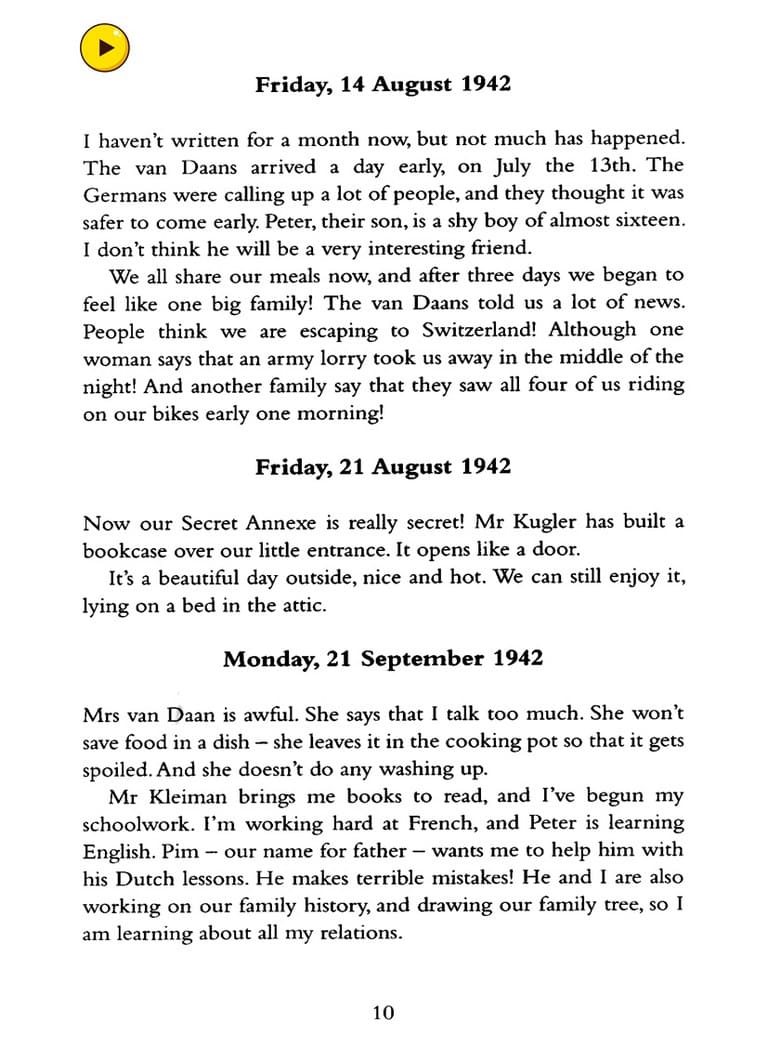 Friday, 14 August 1942
I haven't written for a month now, but not much has happened.
The van Daans arrived a day early, on July the 13th. The
Germans were calling up a lot of people, and they thought it was
safer to come early. Peter, their son, is a shy boy of almost sixteen.
I don't think he will be a very interesting friend.
We all share our meals now, and after three days we began to
feel like one big family! The van Daans told us a lot of news.
People think we are escaping to Switzerland! Although one
woman says that an army lorry took us away in the middle of the
night! And another family say that they saw all four of us riding
on our bikes early one morning!
Friday, 21 August 1942
Now our Secret Annexe is really secret! Mr Kugler has built a
bookcase over our little entrance. It opens like a door.
It's a beautiful day outside, nice and hot. We can still enjoy it,
lying on a bed in the attic.
Monday, 21 September 1942
Mrs van Daan is awful. She says that I talk too much. She won't
save food in a dish – she leaves it in the cooking pot so that it gets
spoiled. And she doesn't do any washing up.
Mr Kleiman brings me books to read, and I've begun my
schoolwork. I'm working hard at French, and Peter is learning
English. Pim – our name for father – wants me to help him with
his Dutch lessons. He makes terrible mistakes! He and I are also
working on our family history, and drawing our family tree, so I
am learning about all my relations.
10